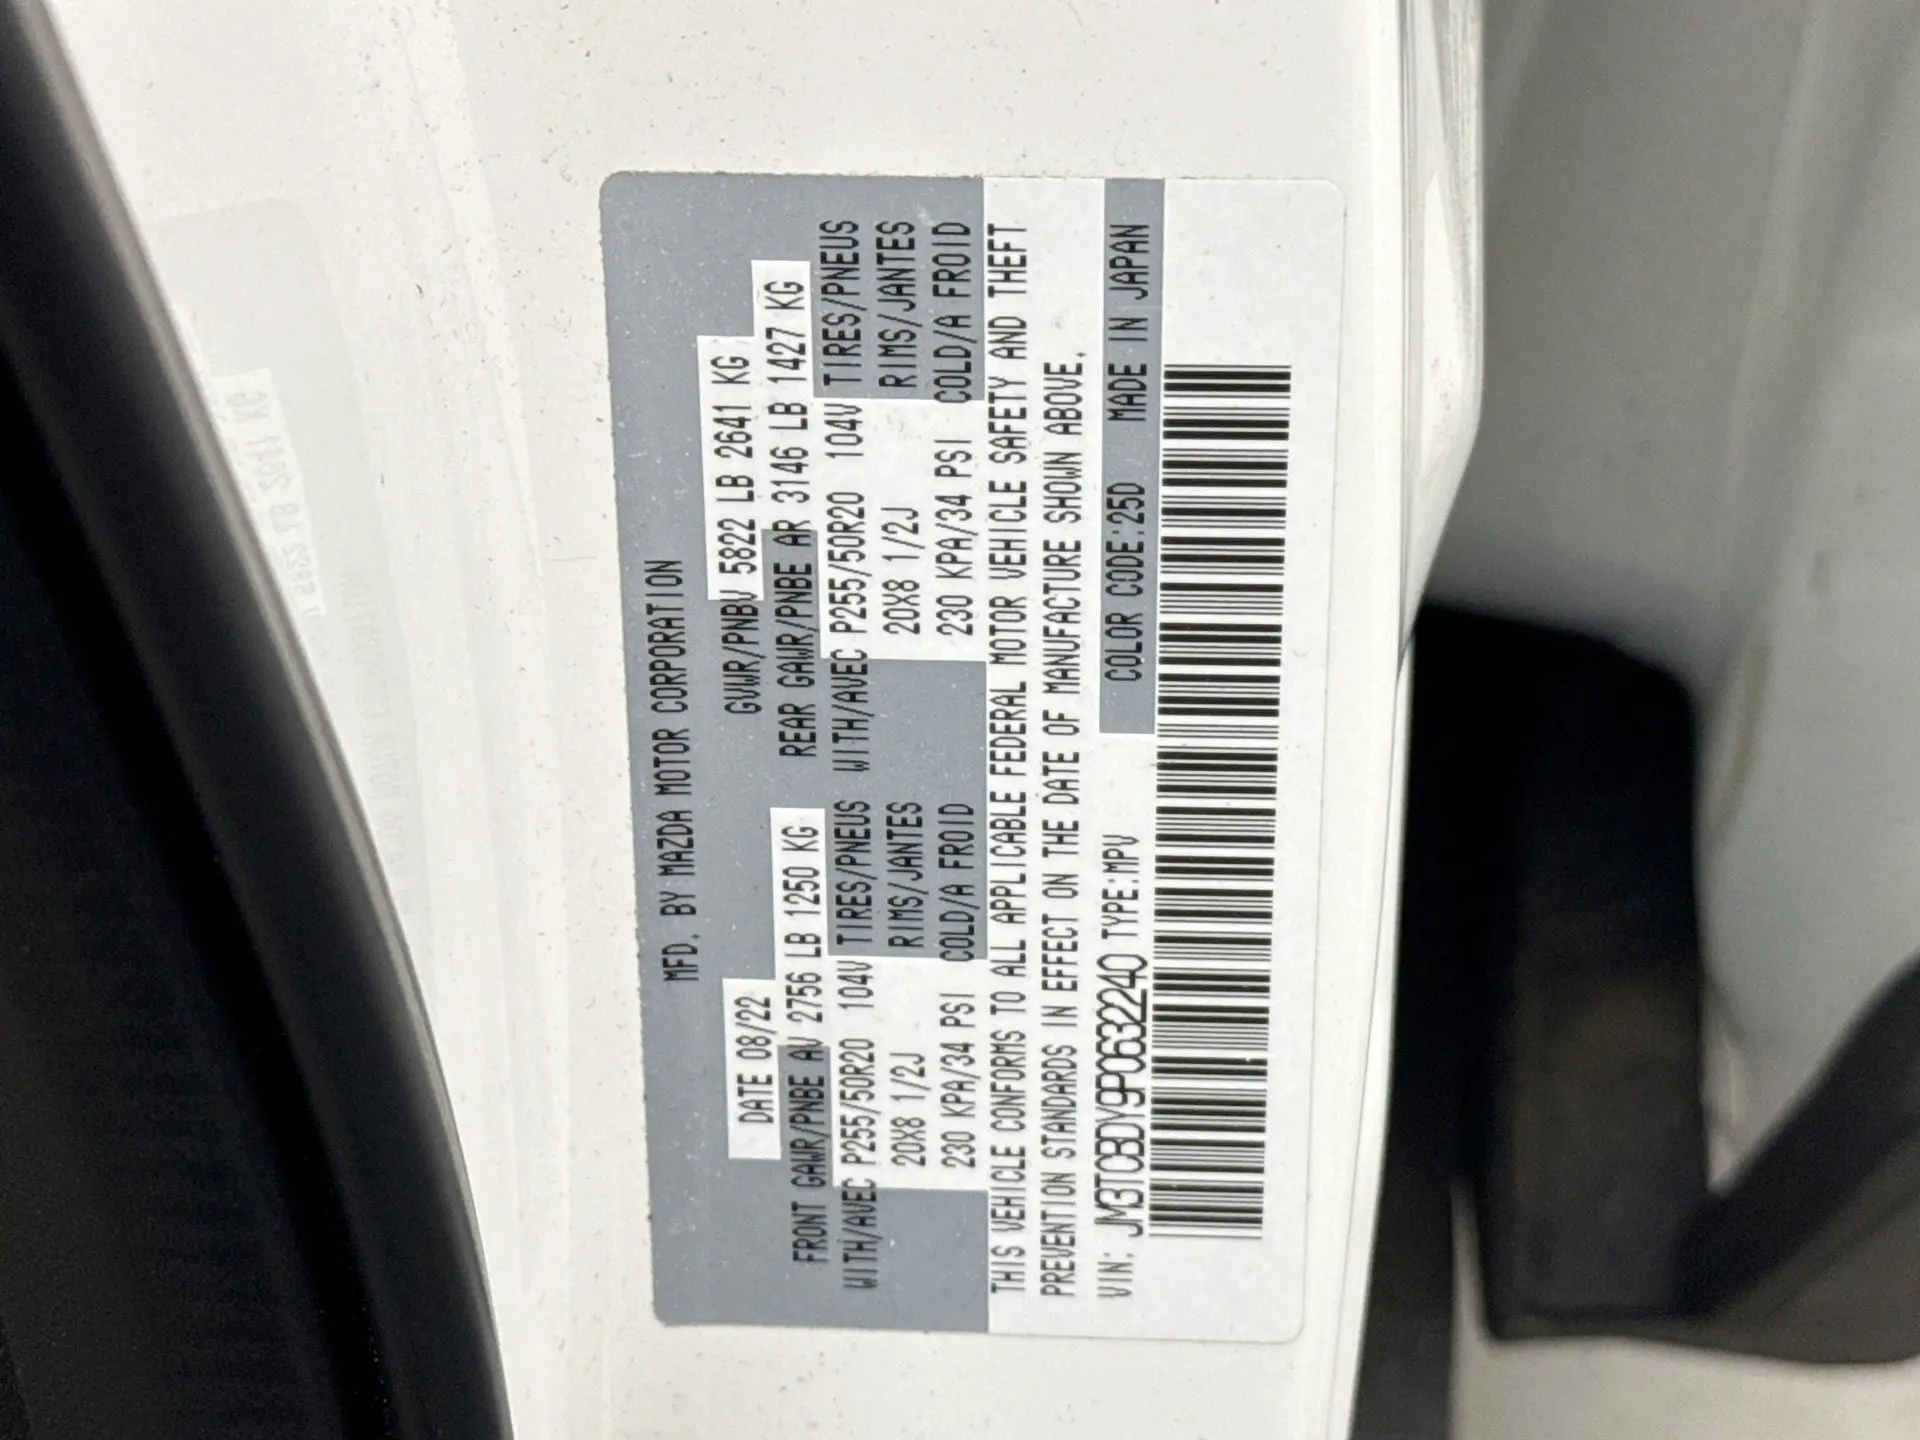 MFD. BY MAZDA MOTOR CORPORATION
DATE 08/22 GVWR/PNBV 5822 LB 2641 KG
FRONT GAWR/PNBE AV 2756 LB 1250 KG REAR GAWR/PNBE AR 3146 LB 1427 KG
WITH/AVEC P255/50R20 104V TIRES/PNEUS WITH/AVEC P255/50R20 104V TIRES/PNEUS
20X8 1/2J RIMS/JANTES 20X8 1/2J RIMS/JANTES
230 KPA/34 PSI COLD/A FROID 230 KPA/34 PSI COLD/A FROID
THIS VEHICLE CONFORMS TO ALL APPLICABLE FEDERAL MOTOR VEHICLE SAFETY AND THEFT
PREVENTION STANDARDS IN EFFECT ON THE DATE OF MANUFACTURE SHOWN ABOVE.
VIN: JM3TCBDY9P0632240 TYPE:MPV COLOR CODE:25D MADE IN JAPAN